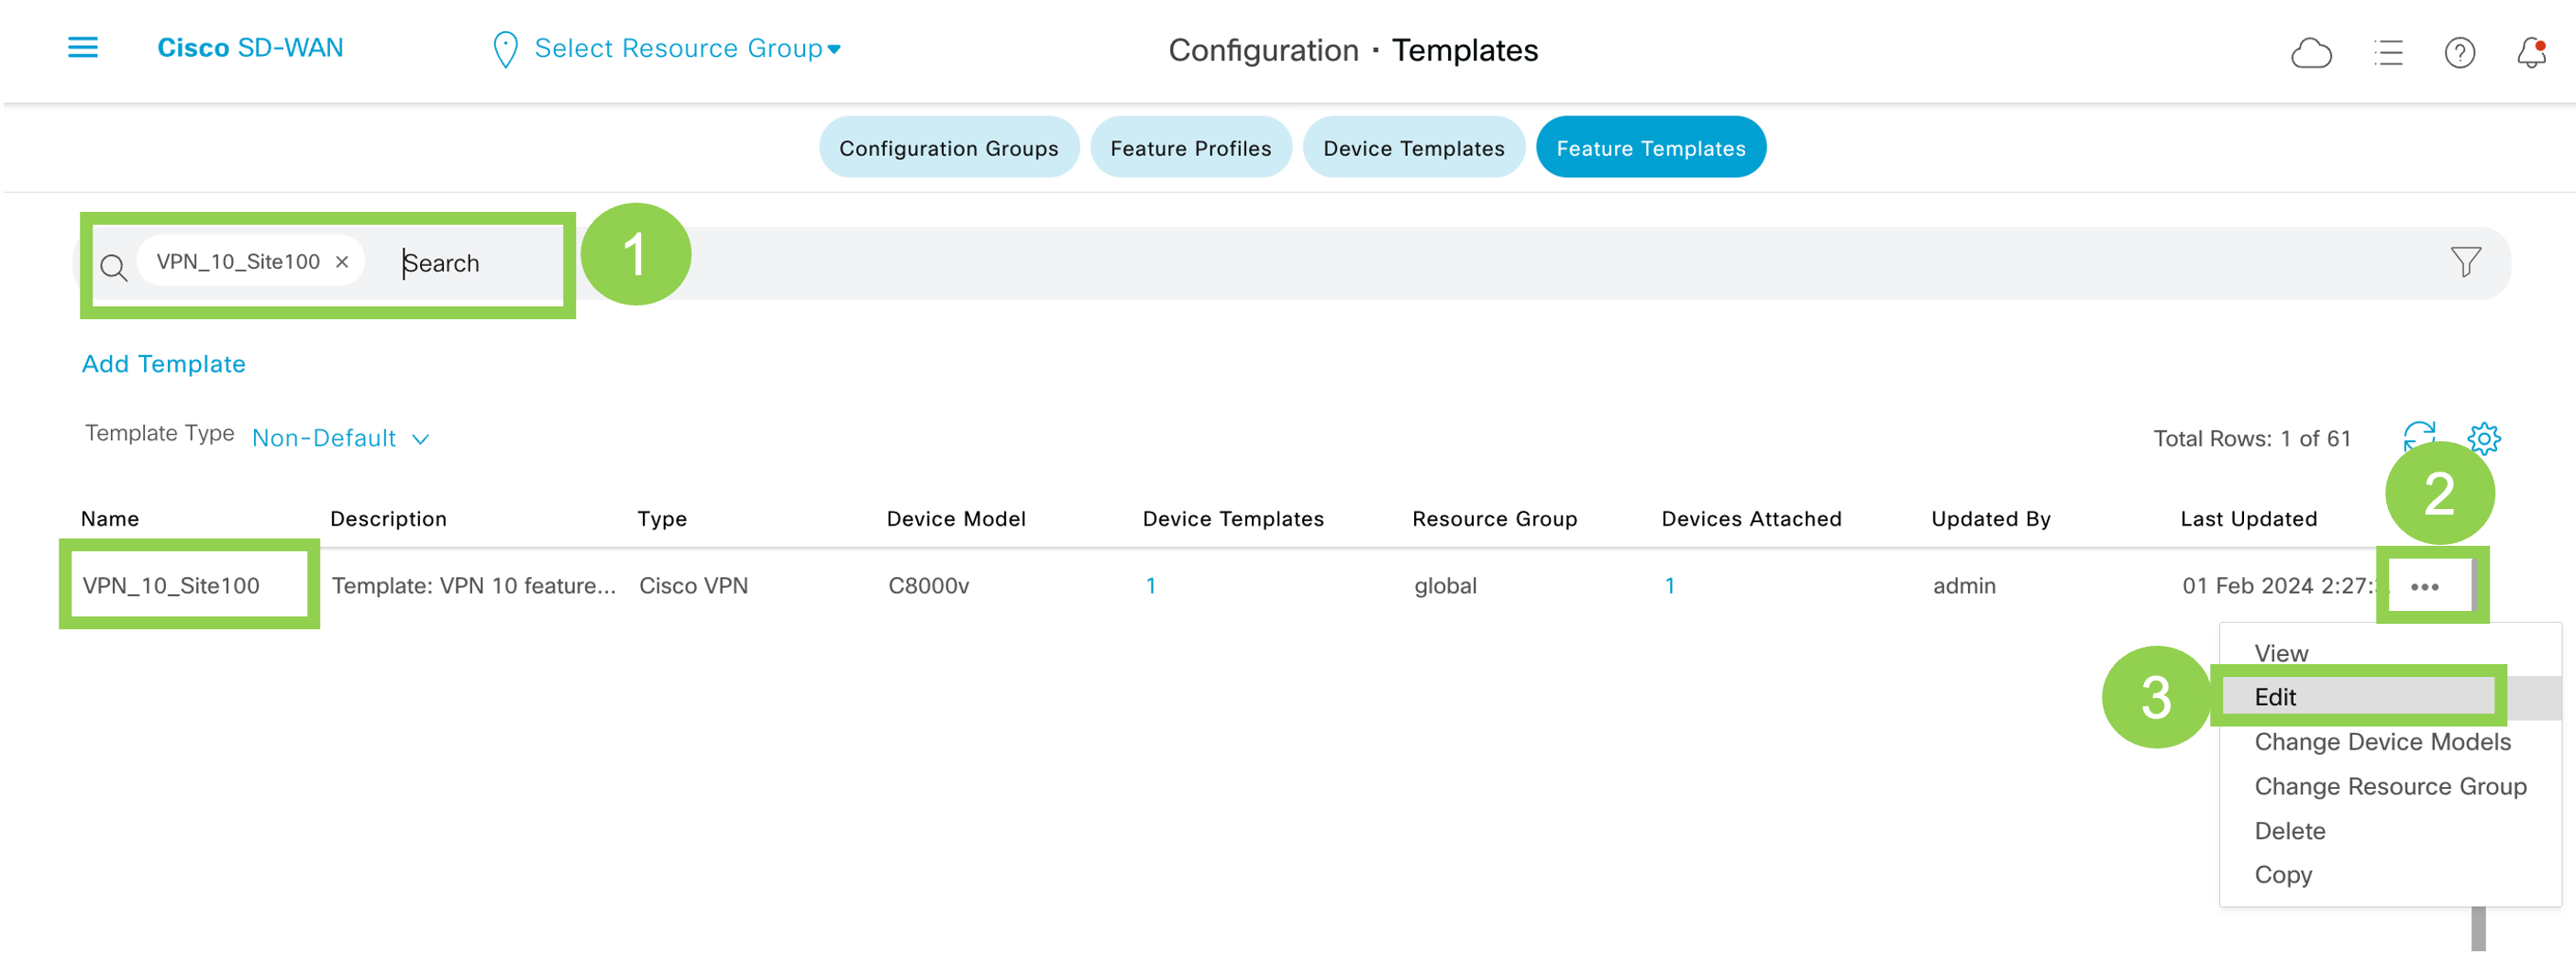 Cisco SD-WAN
Select Resource Group
Configuration · Templates
Configuration Groups
Feature Profiles
Device Templates
Feature Templates
VPN_10_Site100 ×
Search
1
Add Template
Template Type
Non-Default
Total Rows: 1 of 61
2
Name Description Type Device Model Device Templates Resource Group Devices Attached Updated By Last Updated
VPN_10_Site100 Template: VPN 10 feature... Cisco VPN C8000v 1 global 1 admin 01 Feb 2024 2:27: •••
View
3
Edit
Change Device Models
Change Resource Group
Delete
Copy